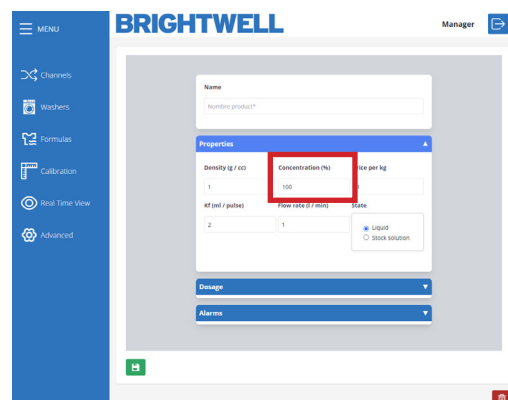 MENU
BRIGHTWELL
Manager
Channels
Washers
Formulas
Calibration
Real Time View
Advanced
Name
Nombre product*
Properties
Density (g / cc)
Concentration (%)
rice per kg
1
100
Kf (ml / pulse)
Flow rate (l / min)
State
2
1
Liquid
Stock solution
Dosage
Alarms